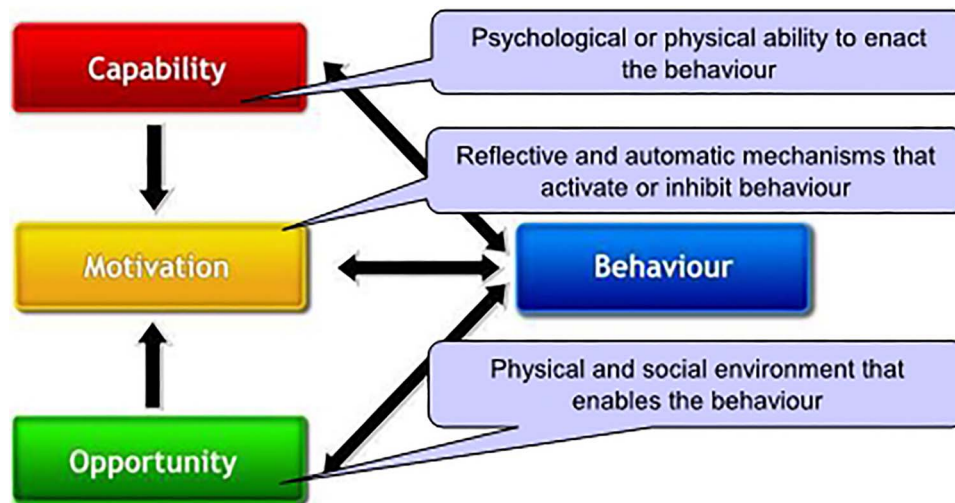 Capability
Psychological or physical ability to enact
the behaviour
Motivation
Reflective and automatic mechanisms that
activate or inhibit behaviour
Behaviour
Opportunity
Physical and social environment that
enables the behaviour